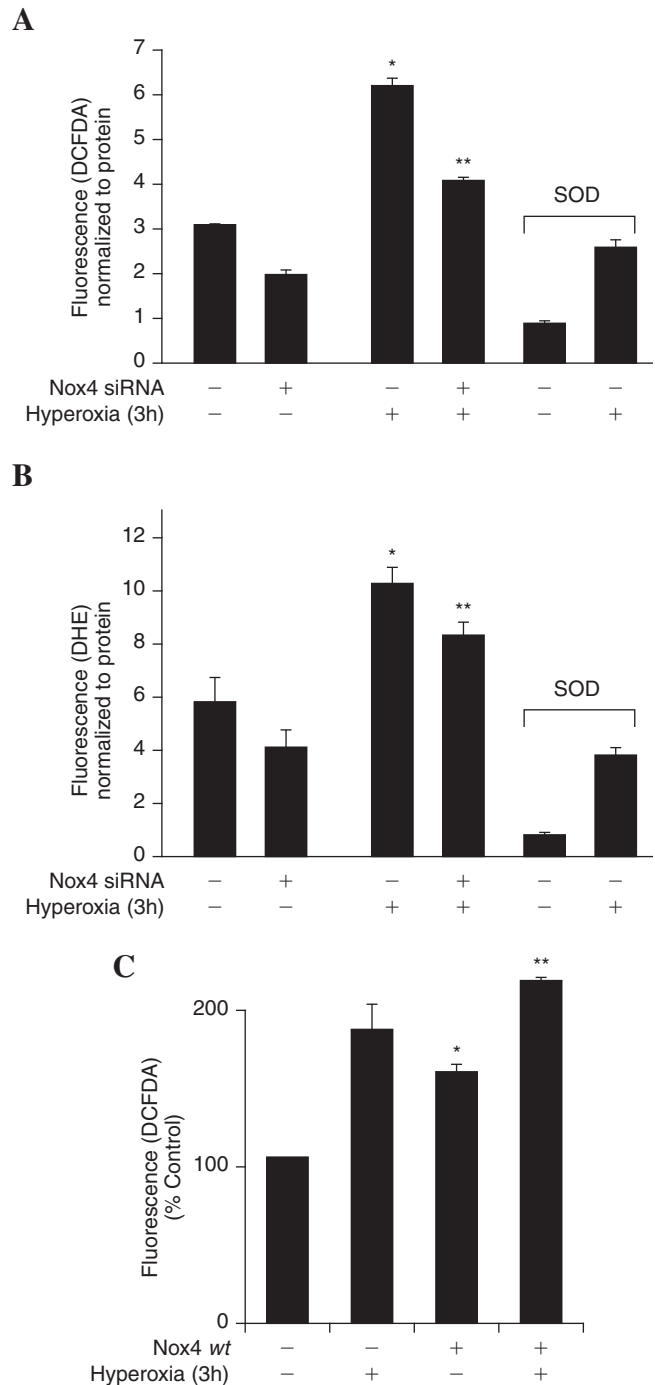 A
Fluorescence (DCFDA)
normalized to protein
7
6
5
4
3
2
1
0
*
**
SOD
Nox4 siRNA – + – + – –
Hyperoxia (3h) – – + + – +
B
Fluorescence (DHE)
normalized to protein
12
10
8
6
4
2
0
*
**
SOD
Nox4 siRNA – + – + – –
Hyperoxia (3h) – – + + – +
C
Fluorescence (DCFDA)
(% Control)
200
100
0
*
**
Nox4 wt – – + +
Hyperoxia (3h) – + – +